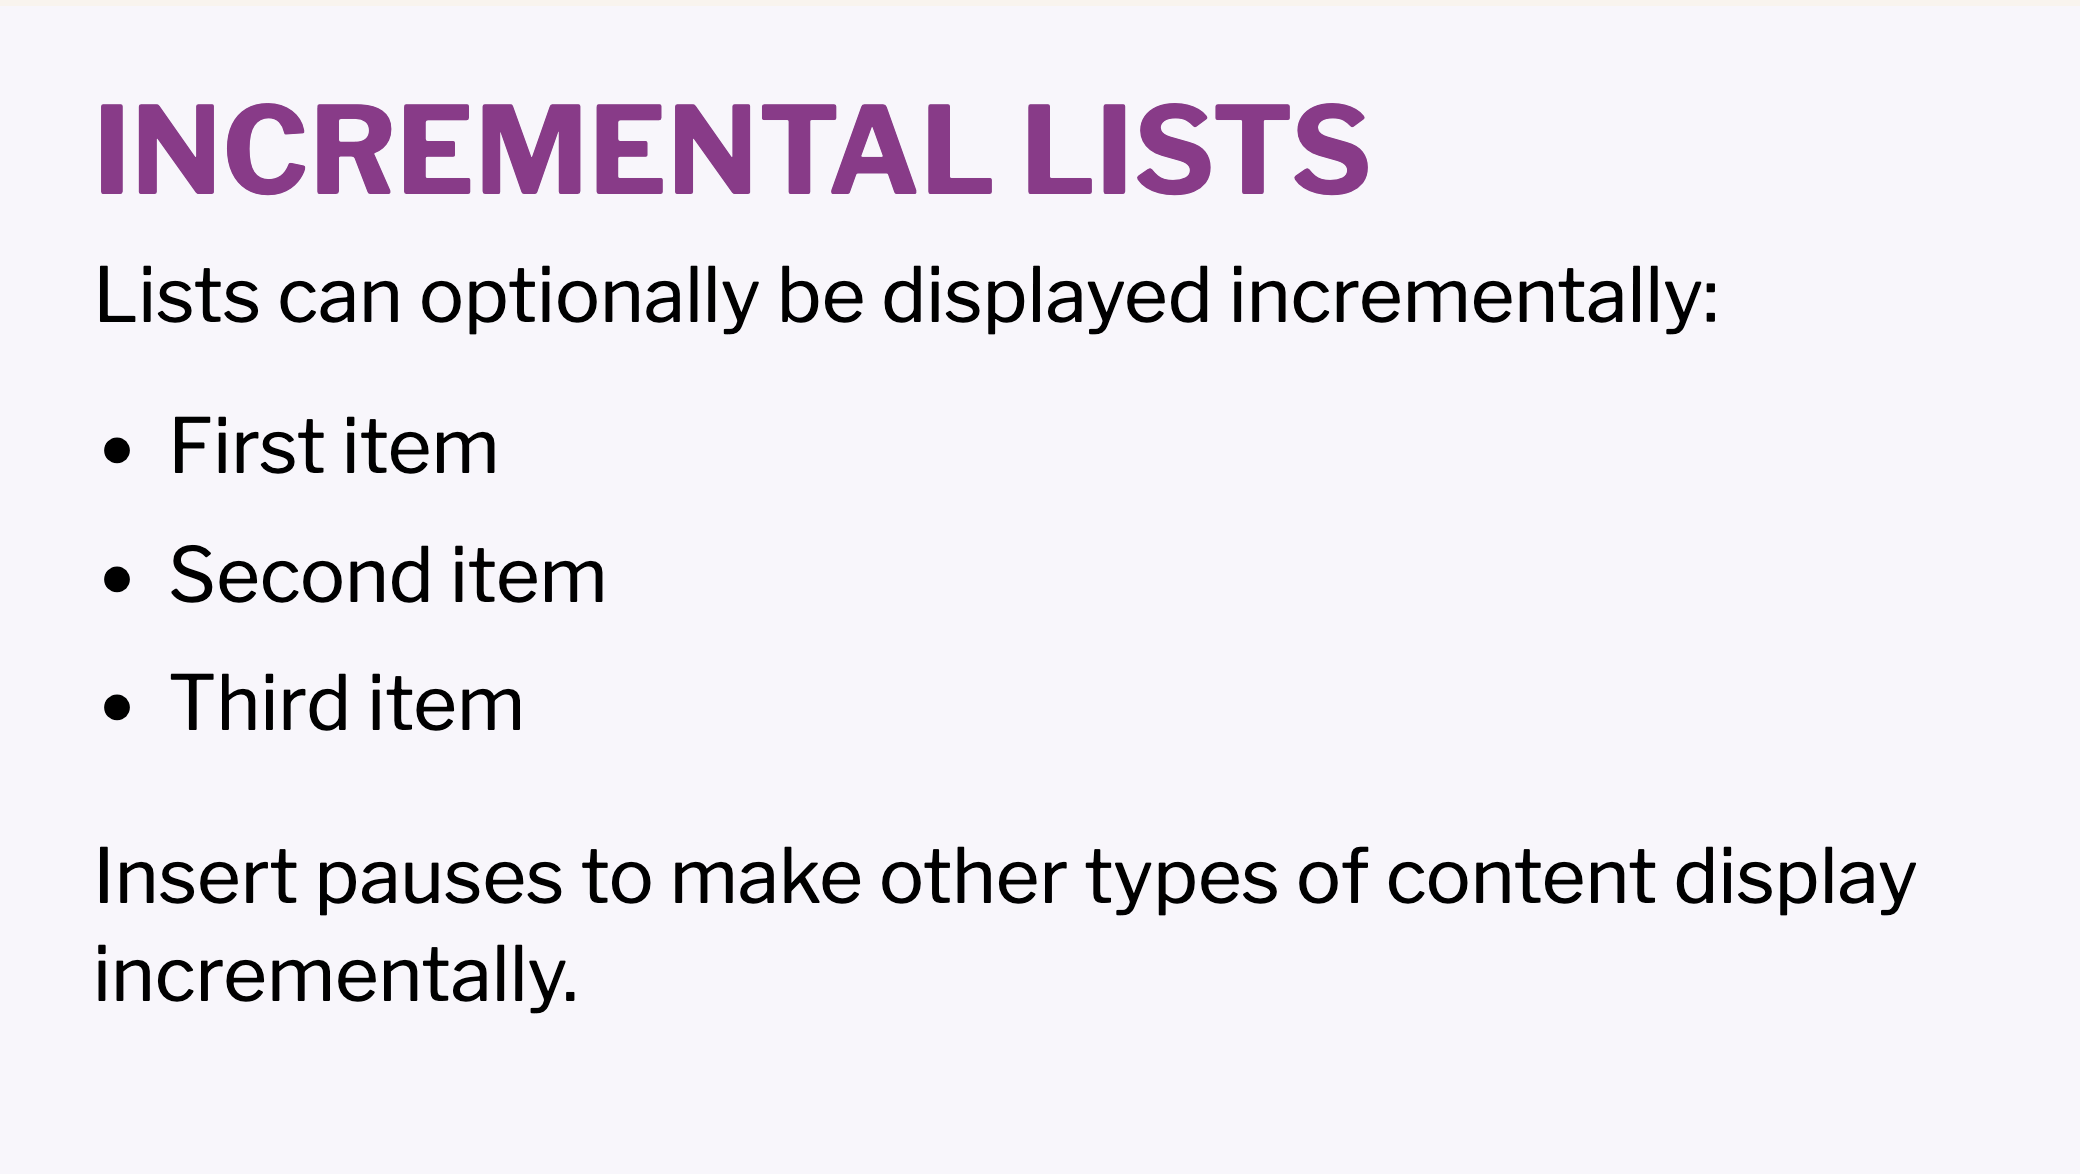 INCREMENTAL LISTS
Lists can optionally be displayed incrementally:
• First item
• Second item
• Third item
Insert pauses to make other types of content display
incrementally.